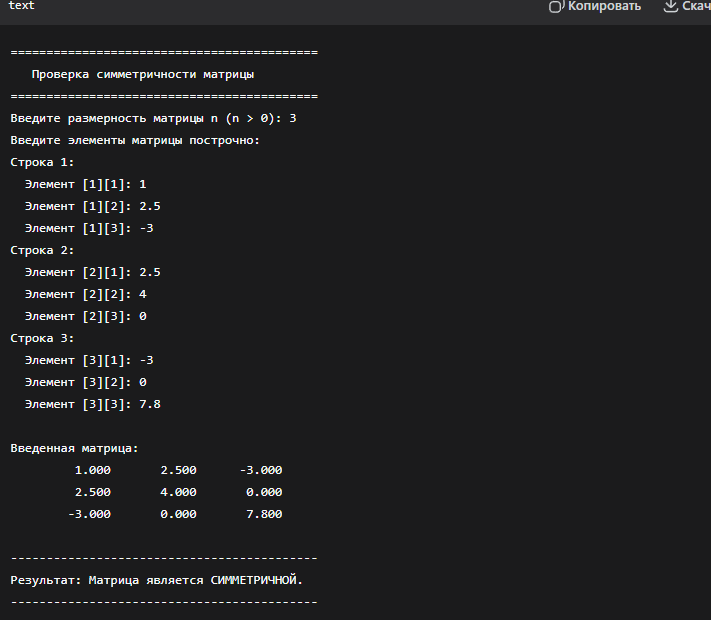 text Копировать Скач
===========================================
Проверка симметричности матрицы
===========================================
Введите размерность матрицы n (n > 0): 3
Введите элементы матрицы построчно:
Строка 1:
Элемент [1][1]: 1
Элемент [1][2]: 2.5
Элемент [1][3]: -3
Строка 2:
Элемент [2][1]: 2.5
Элемент [2][2]: 4
Элемент [2][3]: 0
Строка 3:
Элемент [3][1]: -3
Элемент [3][2]: 0
Элемент [3][3]: 7.8
Введенная матрица:
1.000 2.500 -3.000
2.500 4.000 0.000
-3.000 0.000 7.800
-------------------------------------------
Результат: Матрица является СИММЕТРИЧНОЙ.
-------------------------------------------